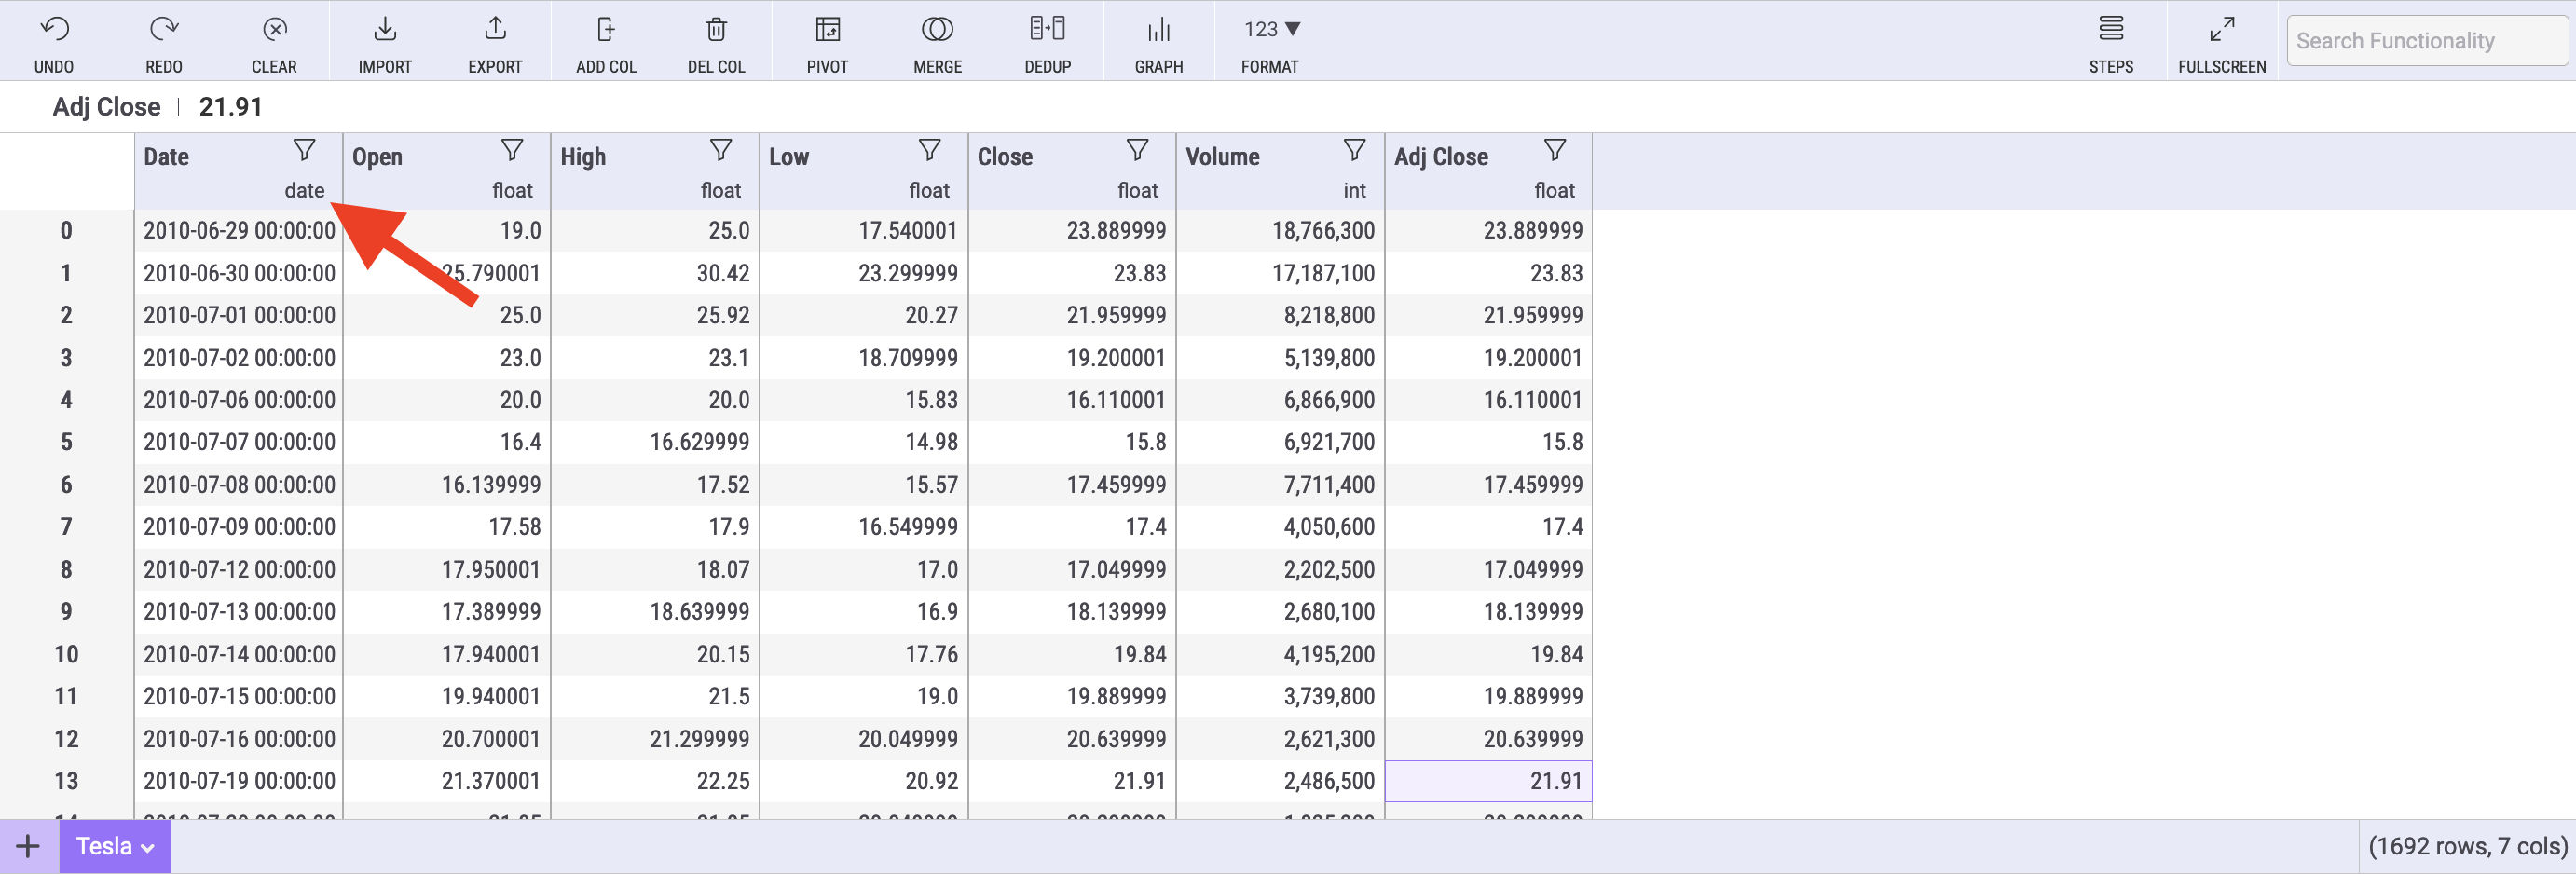 UNDO REDO CLEAR IMPORT EXPORT ADD COL DEL COL PIVOT MERGE DEDUP GRAPH 123 ▼ FORMAT STEPS FULLSCREEN Search Functionality
Adj Close | 21.91
Date Open High Low Close Volume Adj Close
date float float float float int float
0 2010-06-29 00:00:00 19.0 25.0 17.540001 23.889999 18,766,300 23.889999
1 2010-06-30 00:00:00 25.790001 30.42 23.299999 23.83 17,187,100 23.83
2 2010-07-01 00:00:00 25.0 25.92 20.27 21.959999 8,218,800 21.959999
3 2010-07-02 00:00:00 23.0 23.1 18.709999 19.200001 5,139,800 19.200001
4 2010-07-06 00:00:00 20.0 20.0 15.83 16.110001 6,866,900 16.110001
5 2010-07-07 00:00:00 16.4 16.629999 14.98 15.8 6,921,700 15.8
6 2010-07-08 00:00:00 16.139999 17.52 15.57 17.459999 7,711,400 17.459999
7 2010-07-09 00:00:00 17.58 17.9 16.549999 17.4 4,050,600 17.4
8 2010-07-12 00:00:00 17.950001 18.07 17.0 17.049999 2,202,500 17.049999
9 2010-07-13 00:00:00 17.389999 18.639999 16.9 18.139999 2,680,100 18.139999
10 2010-07-14 00:00:00 17.940001 20.15 17.76 19.84 4,195,200 19.84
11 2010-07-15 00:00:00 19.940001 21.5 19.0 19.889999 3,739,800 19.889999
12 2010-07-16 00:00:00 20.700001 21.299999 20.049999 20.639999 2,621,300 20.639999
13 2010-07-19 00:00:00 21.370001 22.25 20.92 21.91 2,486,500 21.91
+ Tesla (1692 rows, 7 cols)